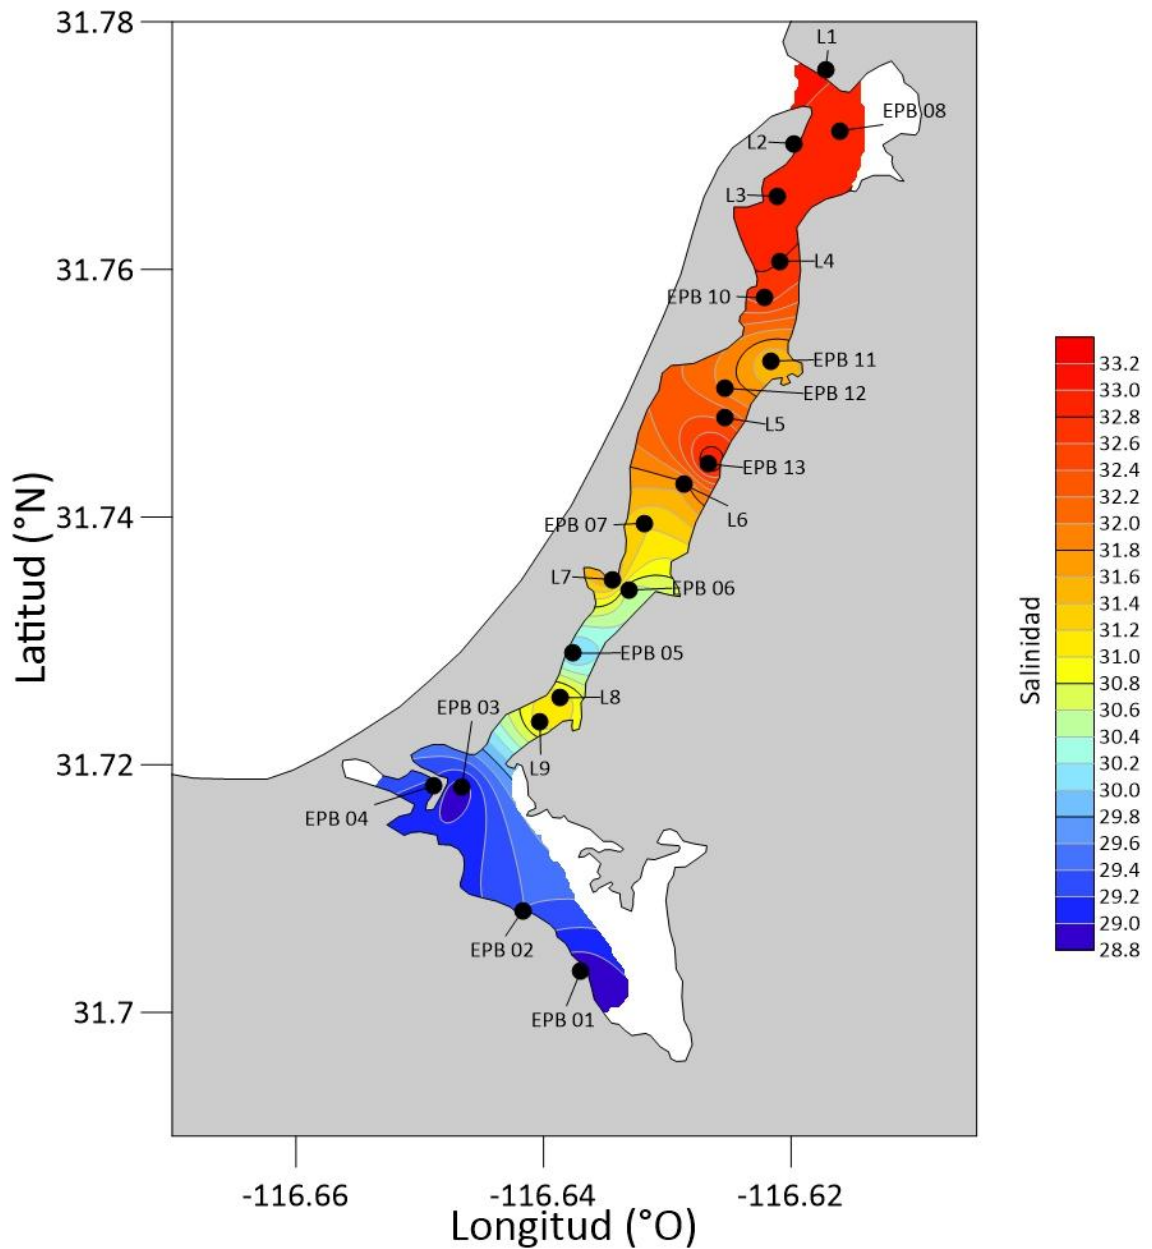 31.78
L1
EPB 08
L2
L3
31.76
L4
EPB 10
EPB 11
EPB 12
L5
EPB 13
31.74
EPB 07
L6
L7
EPB 06
EPB 05
L8
EPB 03
L9
31.72
EPB 04
EPB 02
31.7
EPB 01
Latitud (°N)
-116.66
-116.64
-116.62
Longitud (°O)
Salinidad
33.2
33.0
32.8
32.6
32.4
32.2
32.0
31.8
31.6
31.4
31.2
31.0
30.8
30.6
30.4
30.2
30.0
29.8
29.6
29.4
29.2
29.0
28.8